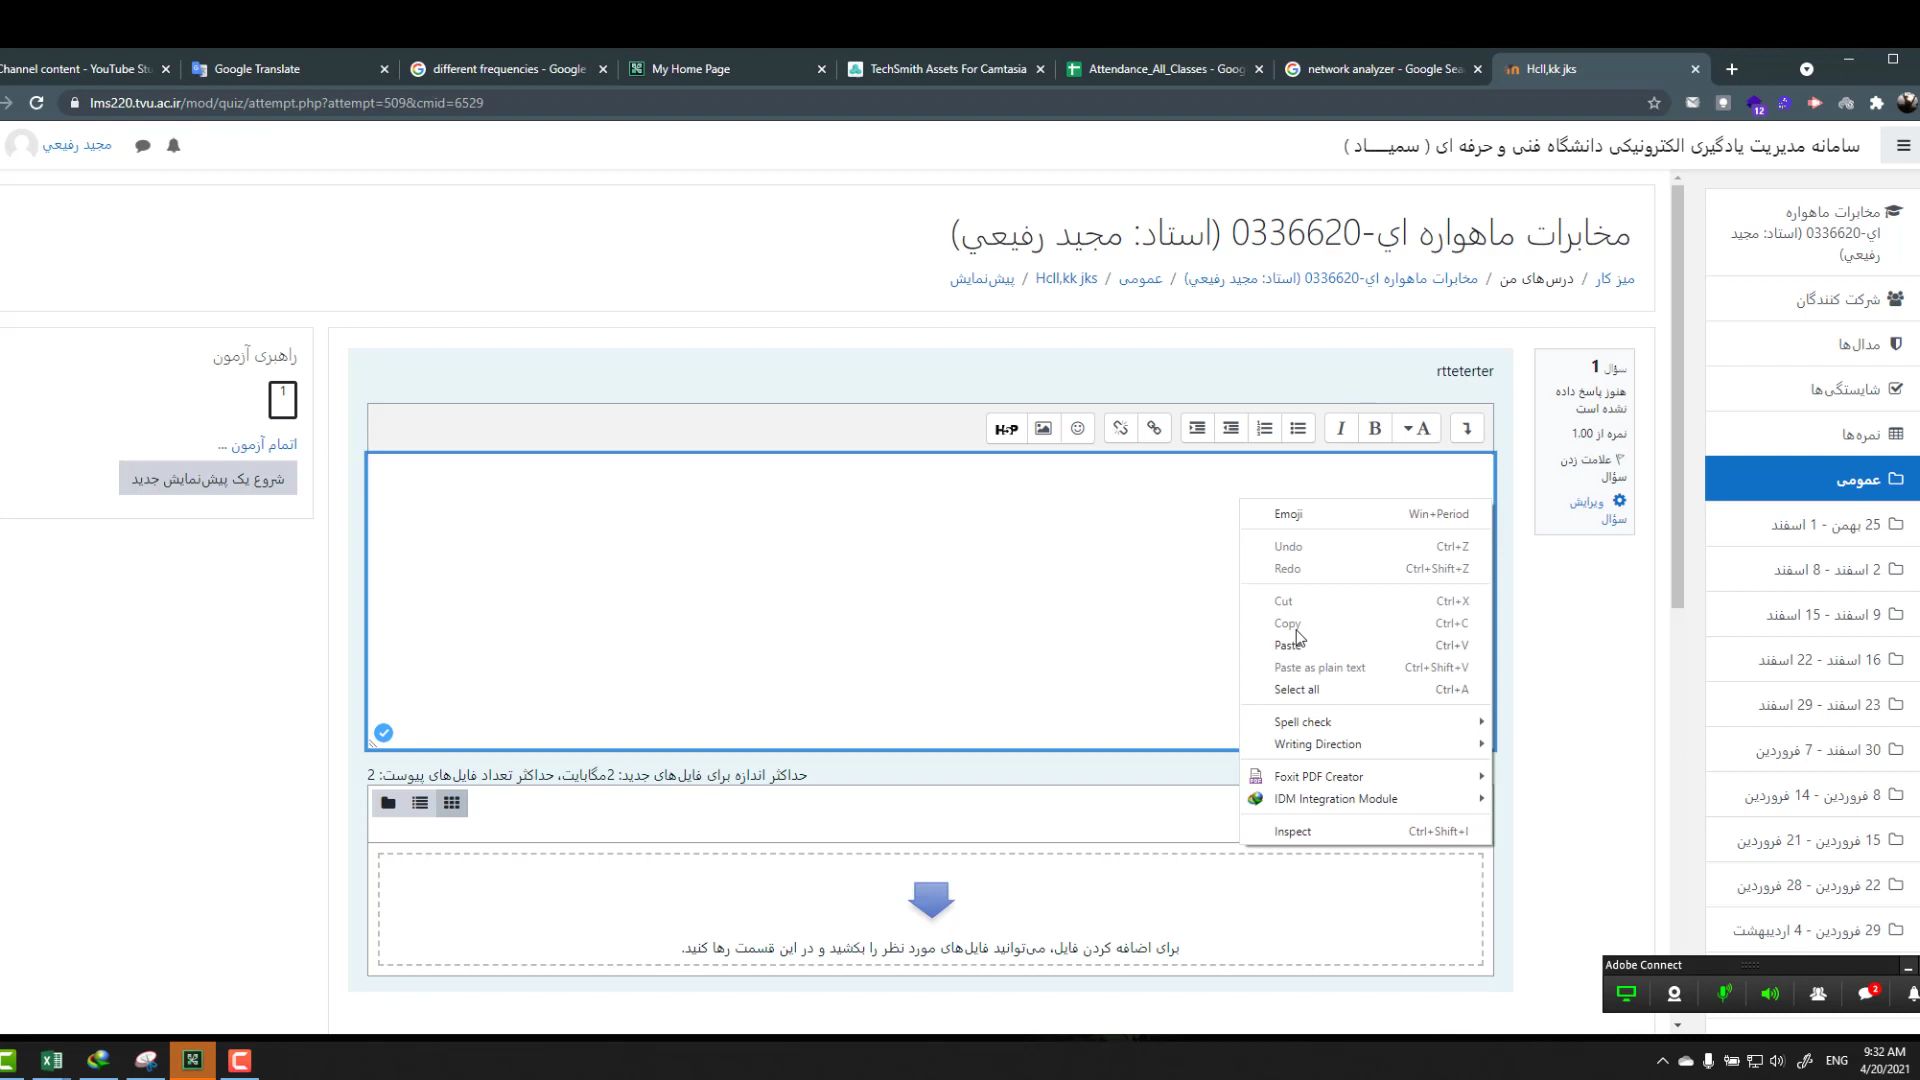 Channel content - YouTube Stu
Google Translate
different frequencies - Google
My Home Page
TechSmith Assets For Camtasia
Attendance_All_Classes - Goog
network analyzer - Google Sea
Hcll,kk jks
lms220.tvu.ac.ir/mod/quiz/attempt.php?attempt=509&cmid=6529
12
سامانه مدیریت یادگیری الکترونیکی دانشگاه فنی و حرفه ای ( سمیـــاد )
مجید رفیعي
مخابرات ماهواره اي-0336620 (استاد: مجید رفیعي)
میز کار / درس‌های من / مخابرات ماهواره اي-0336620 (استاد: مجید رفیعي) / عمومی / Hcll,kk jks / پیش‌نمایش
مخابرات ماهواره
اي-0336620 (استاد: مجید
رفیعي)
شرکت کنندگان
مدال‌ها
شایستگی‌ها
نمره‌ها
عمومی
25 بهمن - 1 اسفند
2 اسفند - 8 اسفند
9 اسفند - 15 اسفند
16 اسفند - 22 اسفند
23 اسفند - 29 اسفند
30 اسفند - 7 فروردین
8 فروردین - 14 فروردین
15 فروردین - 21 فروردین
22 فروردین - 28 فروردین
29 فروردین - 4 اردیبهشت
سؤال 1
هنوز پاسخ داده
نشده است
نمره از 1.00
علامت زدن
سؤال
ویرایش
سؤال
rtteterter
H5P
I
B
A
Emoji Win+Period
Undo Ctrl+Z
Redo Ctrl+Shift+Z
Cut Ctrl+X
Copy Ctrl+C
Paste Ctrl+V
Paste as plain text Ctrl+Shift+V
Select all Ctrl+A
Spell check
Writing Direction
Foxit PDF Creator
IDM Integration Module
Inspect Ctrl+Shift+I
حداکثر اندازه برای فایل‌های جدید: 2مگابایت، حداکثر تعداد فایل‌های پیوست: 2
برای اضافه کردن فایل، می‌توانید فایل‌های مورد نظر را بکشید و در این قسمت رها کنید.
راهبری آزمون
1
اتمام آزمون ...
شروع یک پیش‌نمایش جدید
Adobe Connect
2
ENG
9:32 AM
4/20/2021